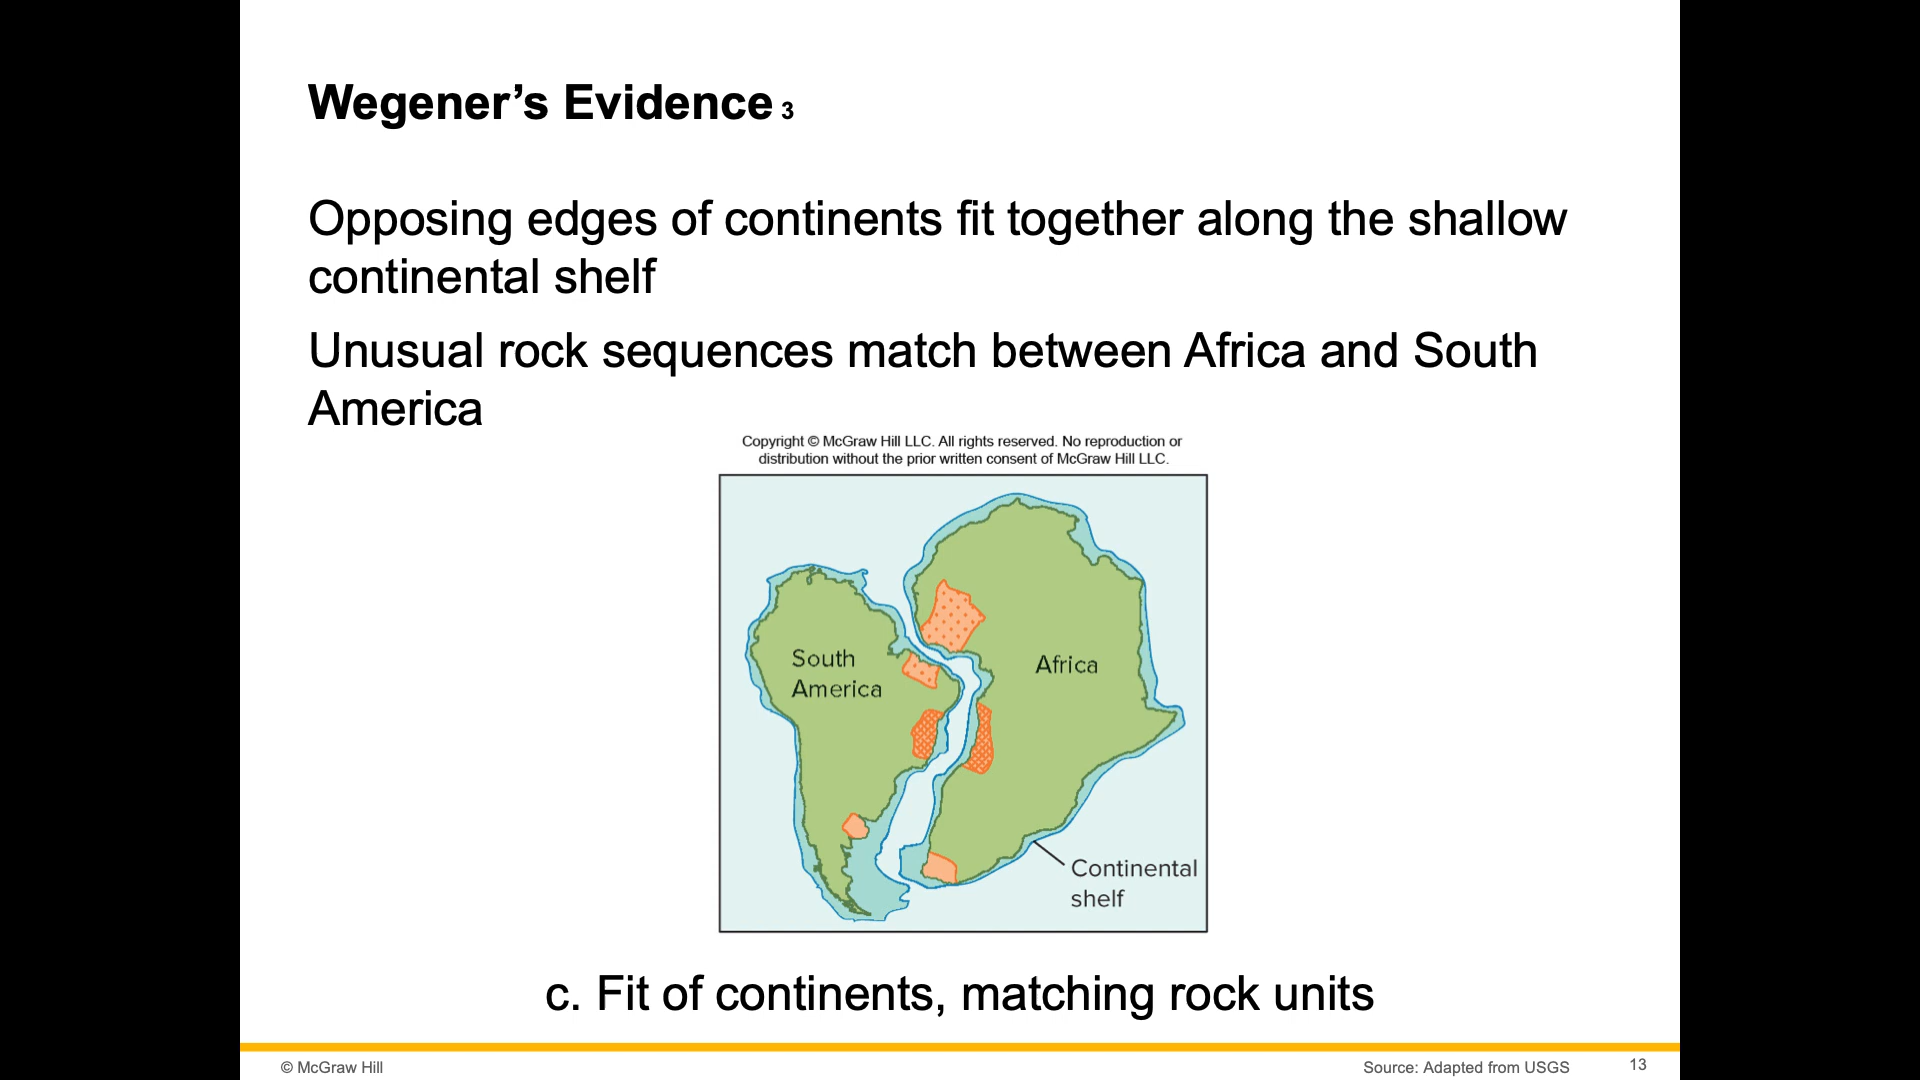 Wegener’s Evidence 3
Opposing edges of continents fit together along the shallow
continental shelf
Unusual rock sequences match between Africa and South
America
Copyright © McGraw Hill LLC. All rights reserved. No reproduction or
distribution without the prior written consent of McGraw Hill LLC.
South
America
Africa
Continental
shelf
c. Fit of continents, matching rock units
© McGraw Hill
Source: Adapted from USGS
13